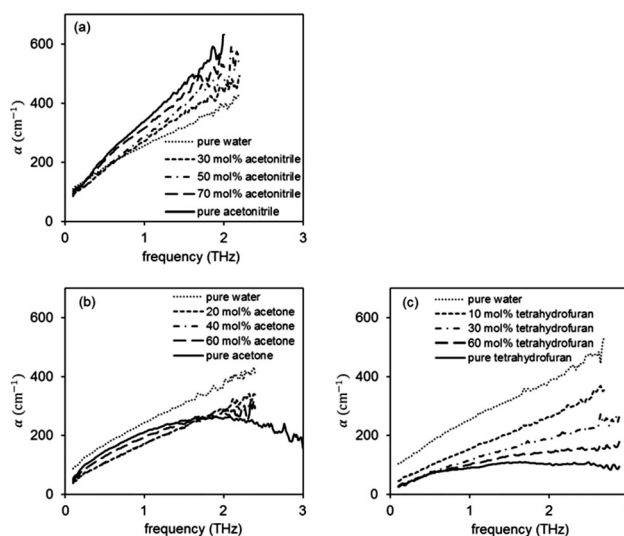 (a)
600
400
200
0
α (cm⁻¹)
pure water
30 mol% acetonitrile
50 mol% acetonitrile
70 mol% acetonitrile
pure acetonitrile
0 1 2 3
frequency (THz)
(b)
600
400
200
0
α (cm⁻¹)
pure water
20 mol% acetone
40 mol% acetone
60 mol% acetone
pure acetone
0 1 2 3
frequency (THz)
(c)
600
400
200
0
α (cm⁻¹)
pure water
10 mol% tetrahydrofuran
30 mol% tetrahydrofuran
60 mol% tetrahydrofuran
pure tetrahydrofuran
0 1 2
frequency (THz)